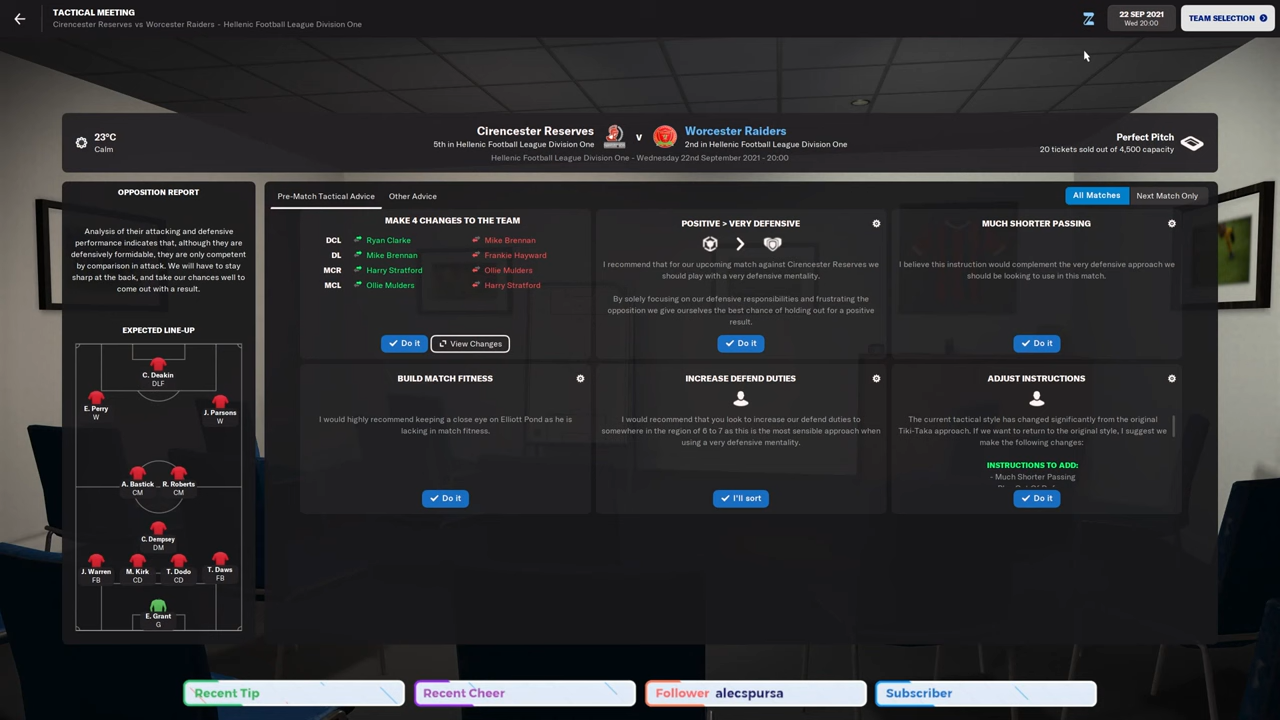 TACTICAL MEETING
Cirencester Reserves vs Worcester Raiders - Hellenic Football League Division One
22 SEP 2021
Wed 20:00
TEAM SELECTION
23°C
Calm
Cirencester Reserves v Worcester Raiders
5th in Hellenic Football League Division One 2nd in Hellenic Football League Division One
Hellenic Football League Division One - Wednesday 22nd September 2021 - 20:00
Perfect Pitch
20 tickets sold out of 4,500 capacity
OPPOSITION REPORT
Analysis of their attacking and defensive
performance indicates that, although they are
defensively formidable, they are only competent
by comparison in attack. We will have to stay
sharp at the back, and take our chances well to
come out with a result.
EXPECTED LINE-UP
C. Deakin
DLF
E. Perry
W
J. Parsons
W
A. Bastick
CM
R. Roberts
CM
C. Dempsey
DM
J. Warren
FB
M. Kirk
CD
T. Dodo
CD
T. Daws
FB
E. Grant
G
Pre-Match Tactical Advice Other Advice
All Matches Next Match Only
MAKE 4 CHANGES TO THE TEAM
DCL Ryan Clarke Mike Brennan
DL Mike Brennan Frankie Hayward
MCR Harry Stratford Ollie Mulders
MCL Ollie Mulders Harry Stratford
Do it View Changes
POSITIVE > VERY DEFENSIVE
I recommend that for our upcoming match against Cirencester Reserves we
should play with a very defensive mentality.
By solely focusing on our defensive responsibilities and frustrating the
opposition we give ourselves the best chance of holding out for a positive
result.
Do it
MUCH SHORTER PASSING
I believe this instruction would complement the very defensive approach we
should be looking to use in this match.
Do it
BUILD MATCH FITNESS
I would highly recommend keeping a close eye on Elliott Pond as he is
lacking in match fitness.
Do it
INCREASE DEFEND DUTIES
I would recommend that you look to increase our defend duties to
somewhere in the region of 6 to 7 as this is the most sensible approach when
using a very defensive mentality.
I'll sort
ADJUST INSTRUCTIONS
The current tactical style has changed significantly from the original
Tiki-Taka approach. If we want to return to the original style, I suggest we
make the following changes:
INSTRUCTIONS TO ADD:
- Much Shorter Passing
Do it
Recent Tip
Recent Cheer
Follower alecspursa
Subscriber